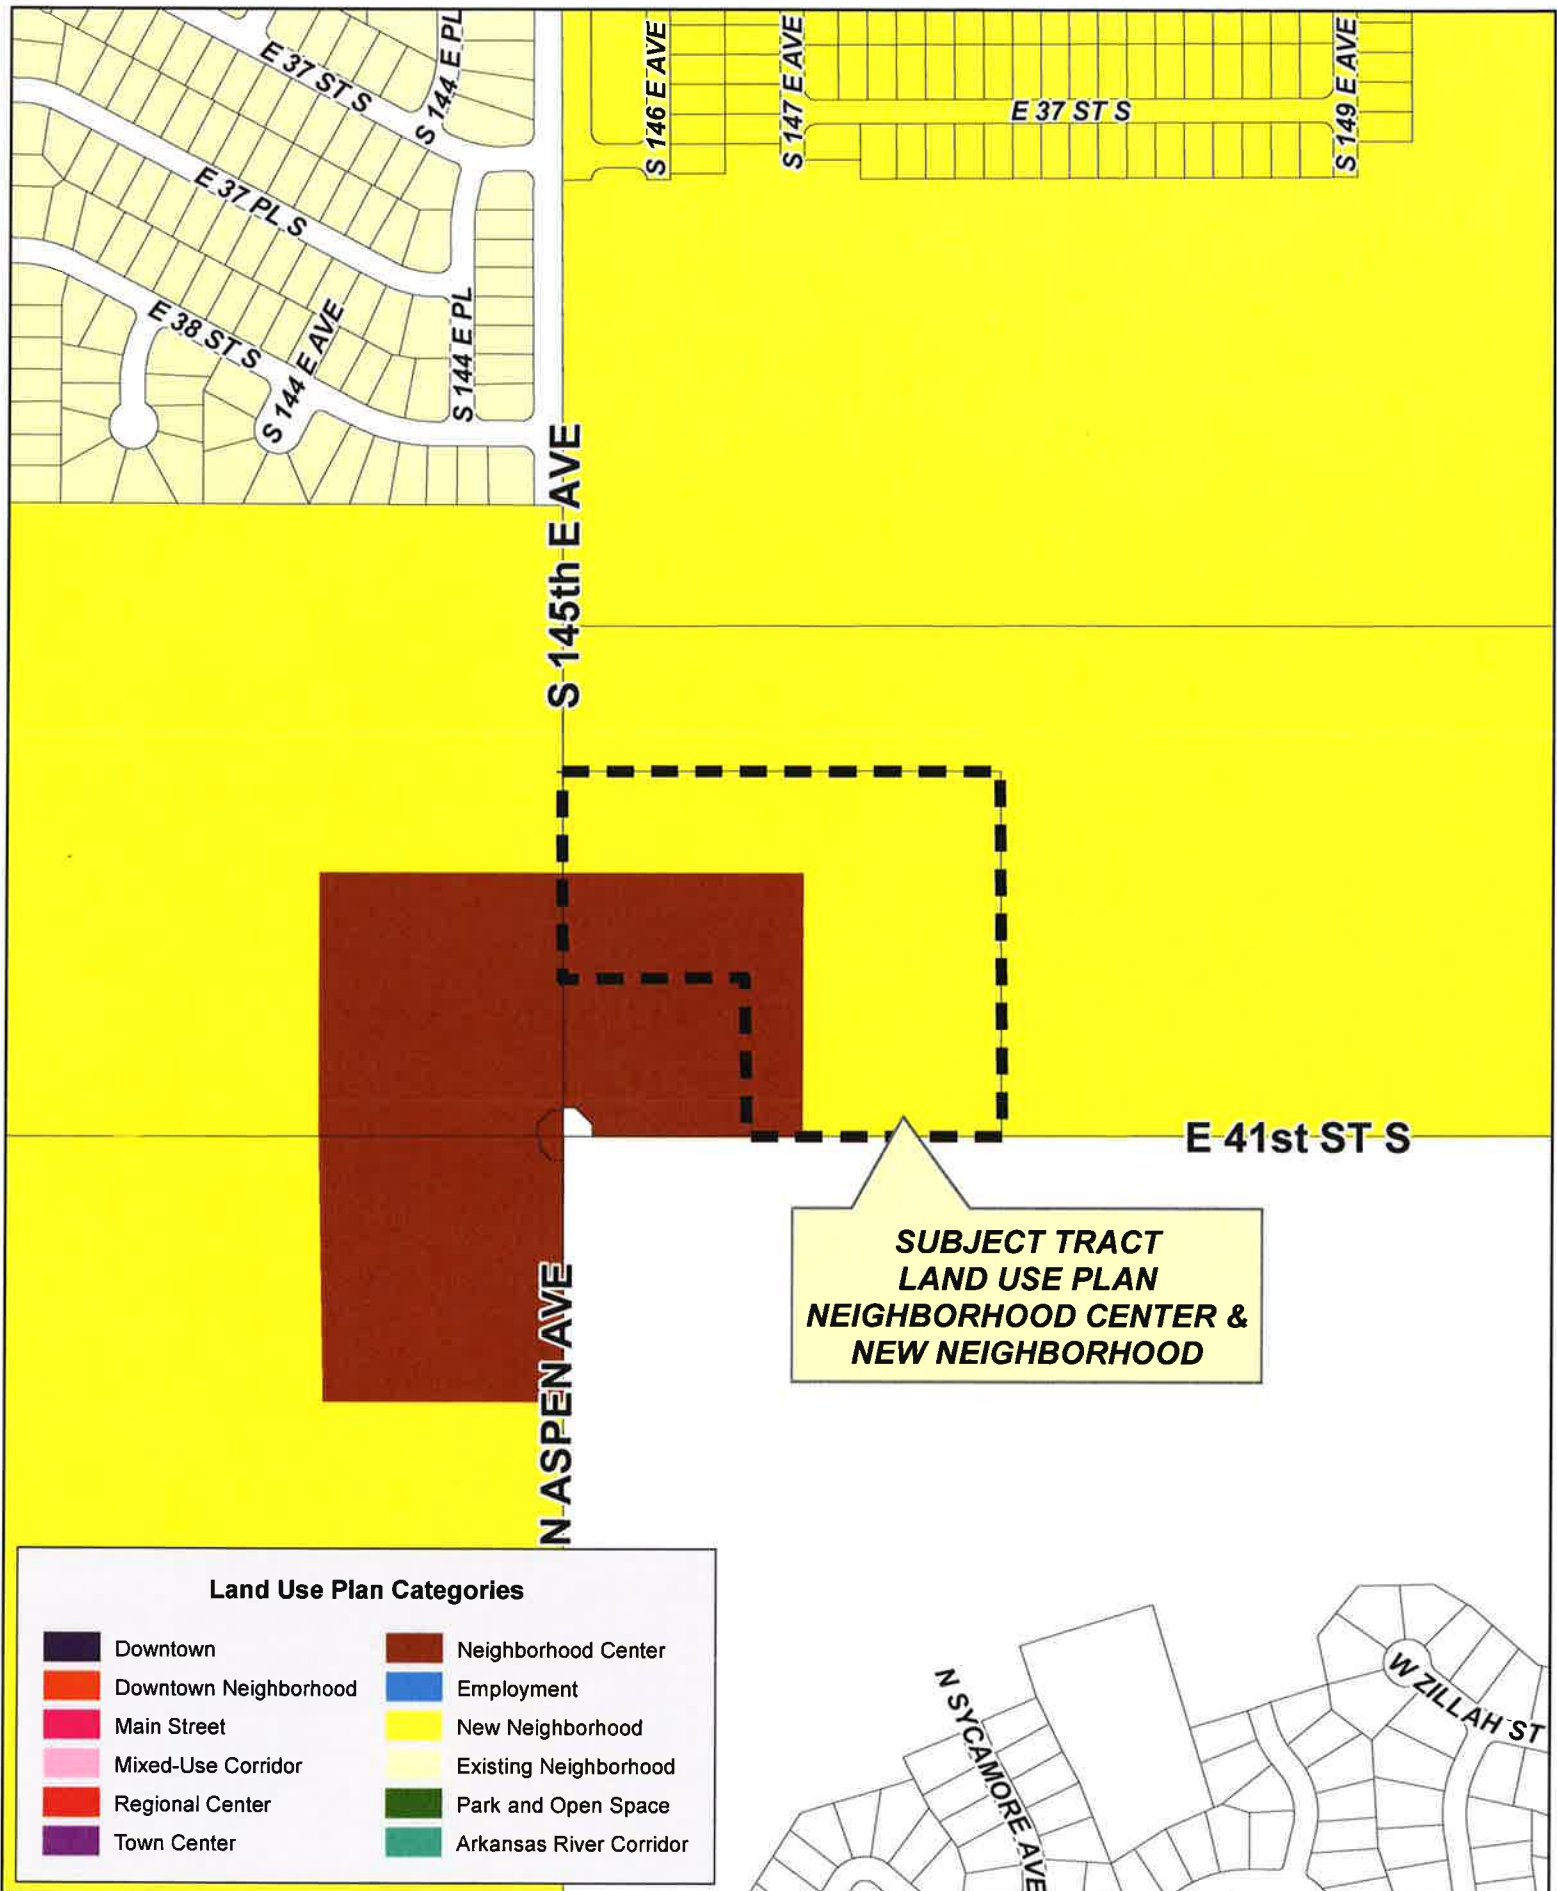 E 37 ST S
S 144 E PL
S 146 E AVE
S 147 E AVE
E 37 ST S
S 149 E AVE
E 37 PL S
E 38 ST S
S 144 E AVE
S 144 E PL
S 145th E AVE
E 41st ST S
SUBJECT TRACT
LAND USE PLAN
NEIGHBORHOOD CENTER &
NEW NEIGHBORHOOD
N ASPEN AVE
Land Use Plan Categories
Downtown
Downtown Neighborhood
Main Street
Mixed-Use Corridor
Regional Center
Town Center
Neighborhood Center
Employment
New Neighborhood
Existing Neighborhood
Park and Open Space
Arkansas River Corridor
N SYCAMORE AVE
W ZILLAH ST